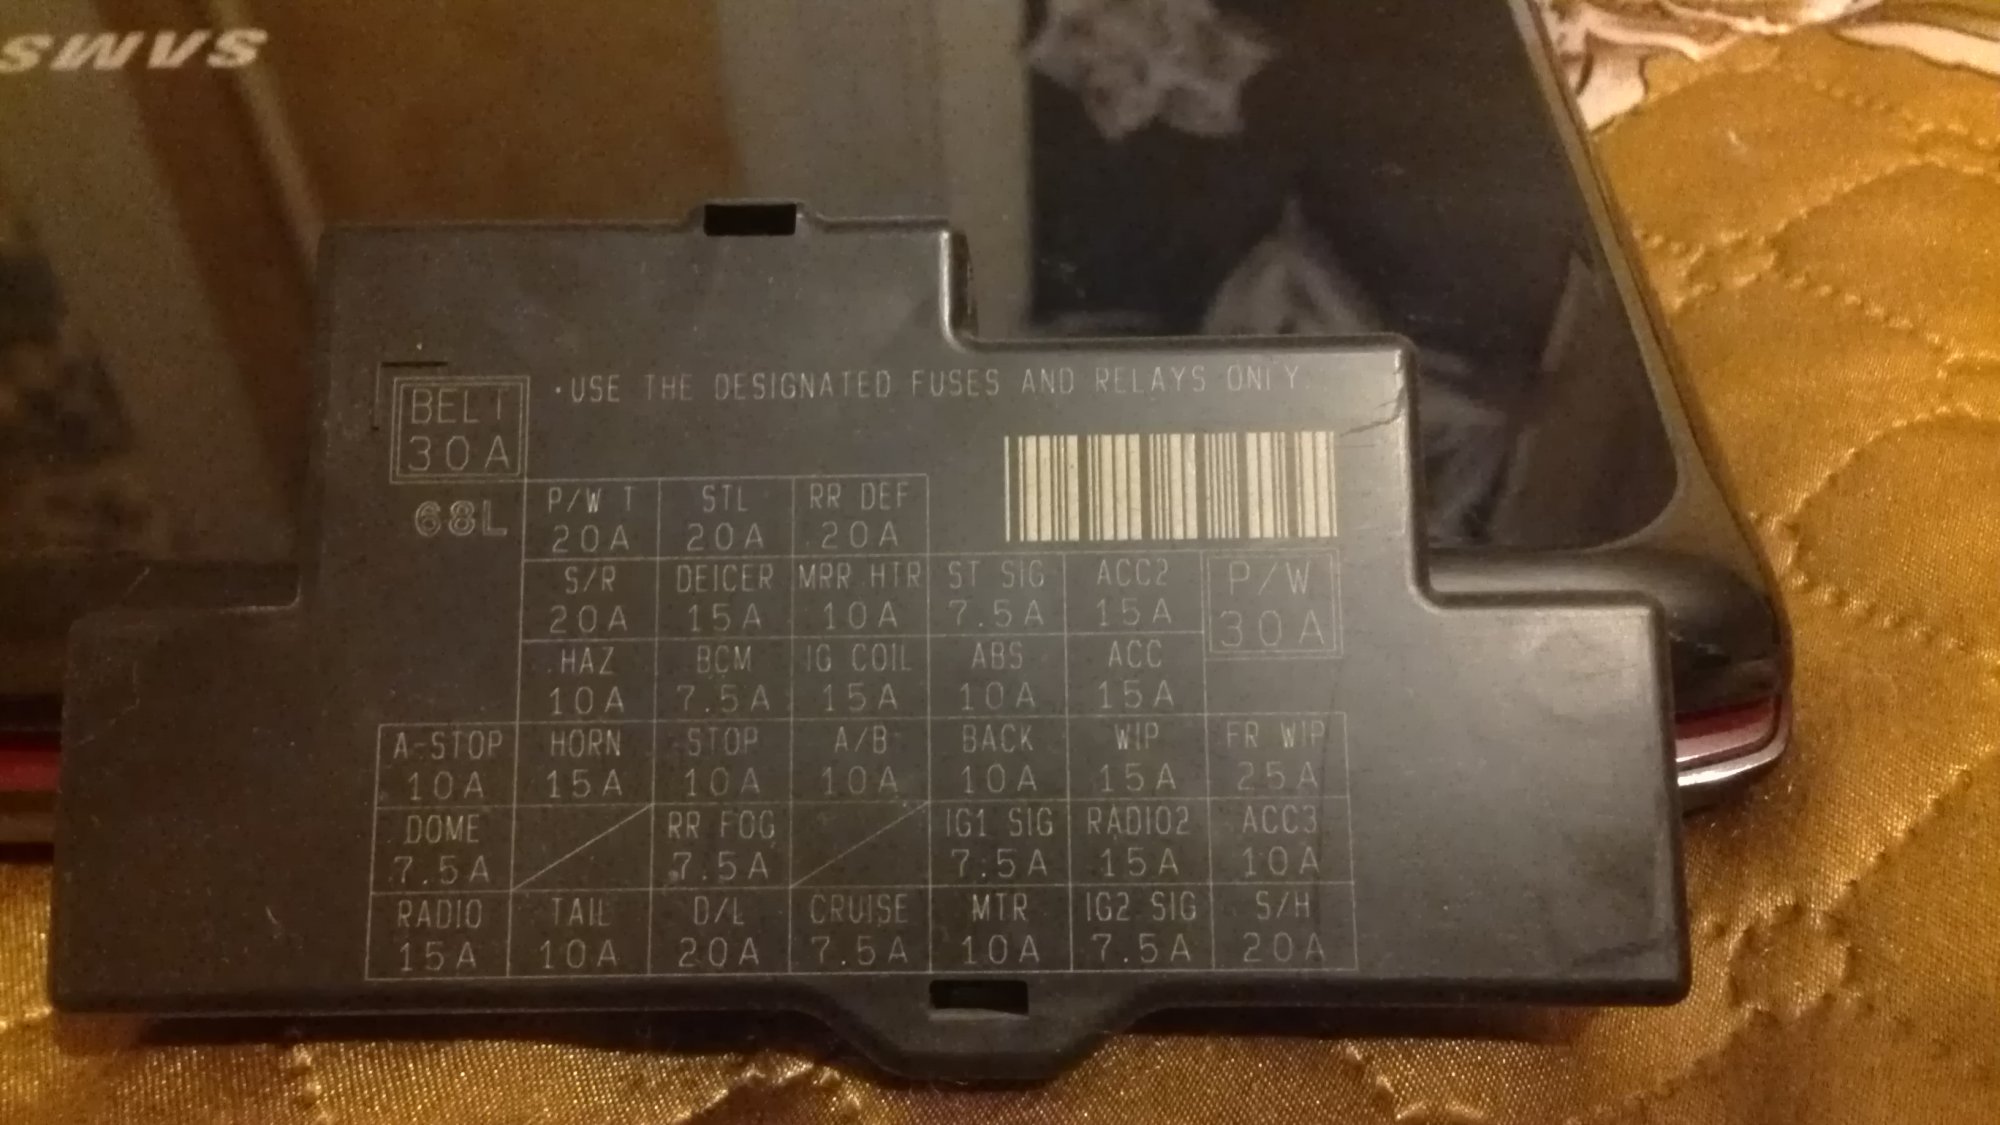 SAMS
·USE THE DESIGNATED FUSES AND RELAYS ONLY
BELT
30A
68L
P/W T STL RR DEF
20A 20A 20A
S/R DEICER MRR HTR ST SIG ACC2 P/W
20A 15A 10A 7.5A 15A 30A
HAZ BCM IG COIL ABS ACC
10A 7.5A 15A 10A 15A
A-STOP HORN STOP A/B BACK WIP FR WIP
10A 15A 10A 10A 10A 15A 25A
DOME RR FOG IG1 SIG RADIO2 ACC3
7.5A 7.5A 7.5A 15A 10A
RADIO TAIL D/L CRUISE MTR IG2 SIG S/H
15A 10A 20A 7.5A 10A 7.5A 20A